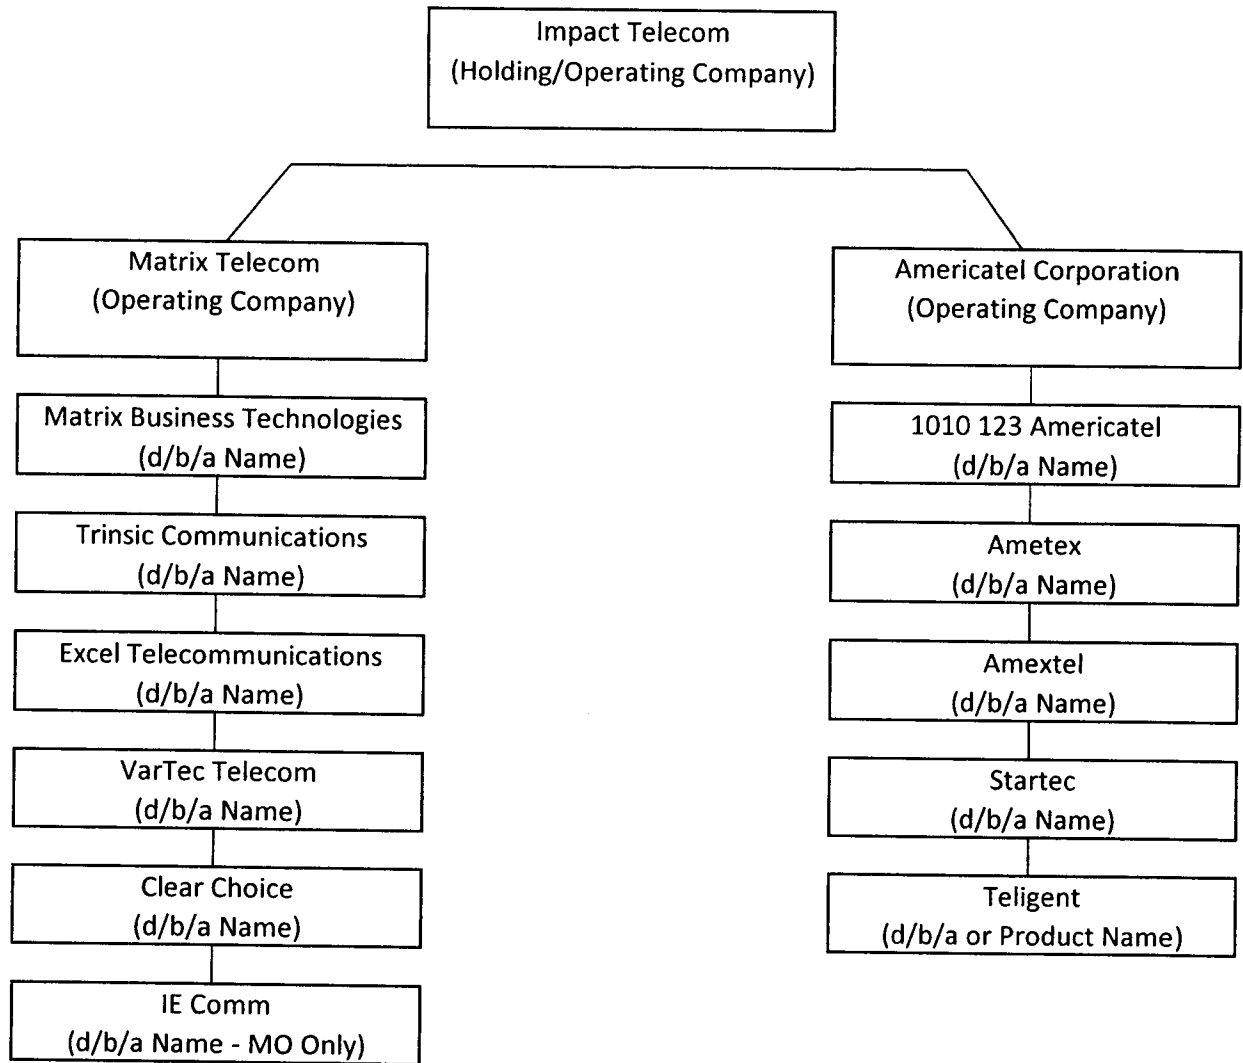 Impact Telecom
(Holding/Operating Company)
Matrix Telecom
(Operating Company)
Matrix Business Technologies
(d/b/a Name)
Trinsic Communications
(d/b/a Name)
Excel Telecommunications
(d/b/a Name)
VarTec Telecom
(d/b/a Name)
Clear Choice
(d/b/a Name)
IE Comm
(d/b/a Name - MO Only)
Americatel Corporation
(Operating Company)
1010 123 Americatel
(d/b/a Name)
Ametex
(d/b/a Name)
Amextel
(d/b/a Name)
Startec
(d/b/a Name)
Teligent
(d/b/a or Product Name)